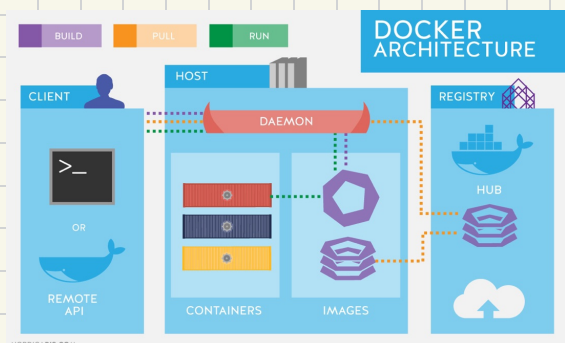 BUILD
PULL
RUN
DOCKER
ARCHITECTURE
CLIENT
>_
OR
REMOTE
API
HOST
DAEMON
CONTAINERS
IMAGES
REGISTRY
HUB